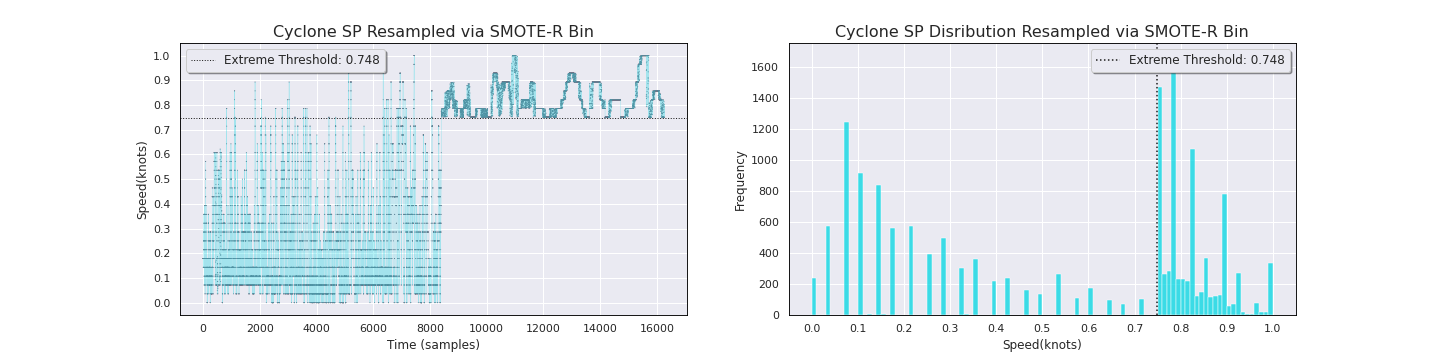 Cyclone SP Resampled via SMOTE-R Bin
Extreme Threshold: 0.748
Speed(knots)
1.0
0.9
0.8
0.7
0.6
0.5
0.4
0.3
0.2
0.1
0.0
0 2000 4000 6000 8000 10000 12000 14000 16000
Time (samples)
Cyclone SP Disribution Resampled via SMOTE-R Bin
Extreme Threshold: 0.748
Frequency
1600
1400
1200
1000
800
600
400
200
0
0.0 0.1 0.2 0.3 0.4 0.5 0.6 0.7 0.8 0.9 1.0
Speed(knots)